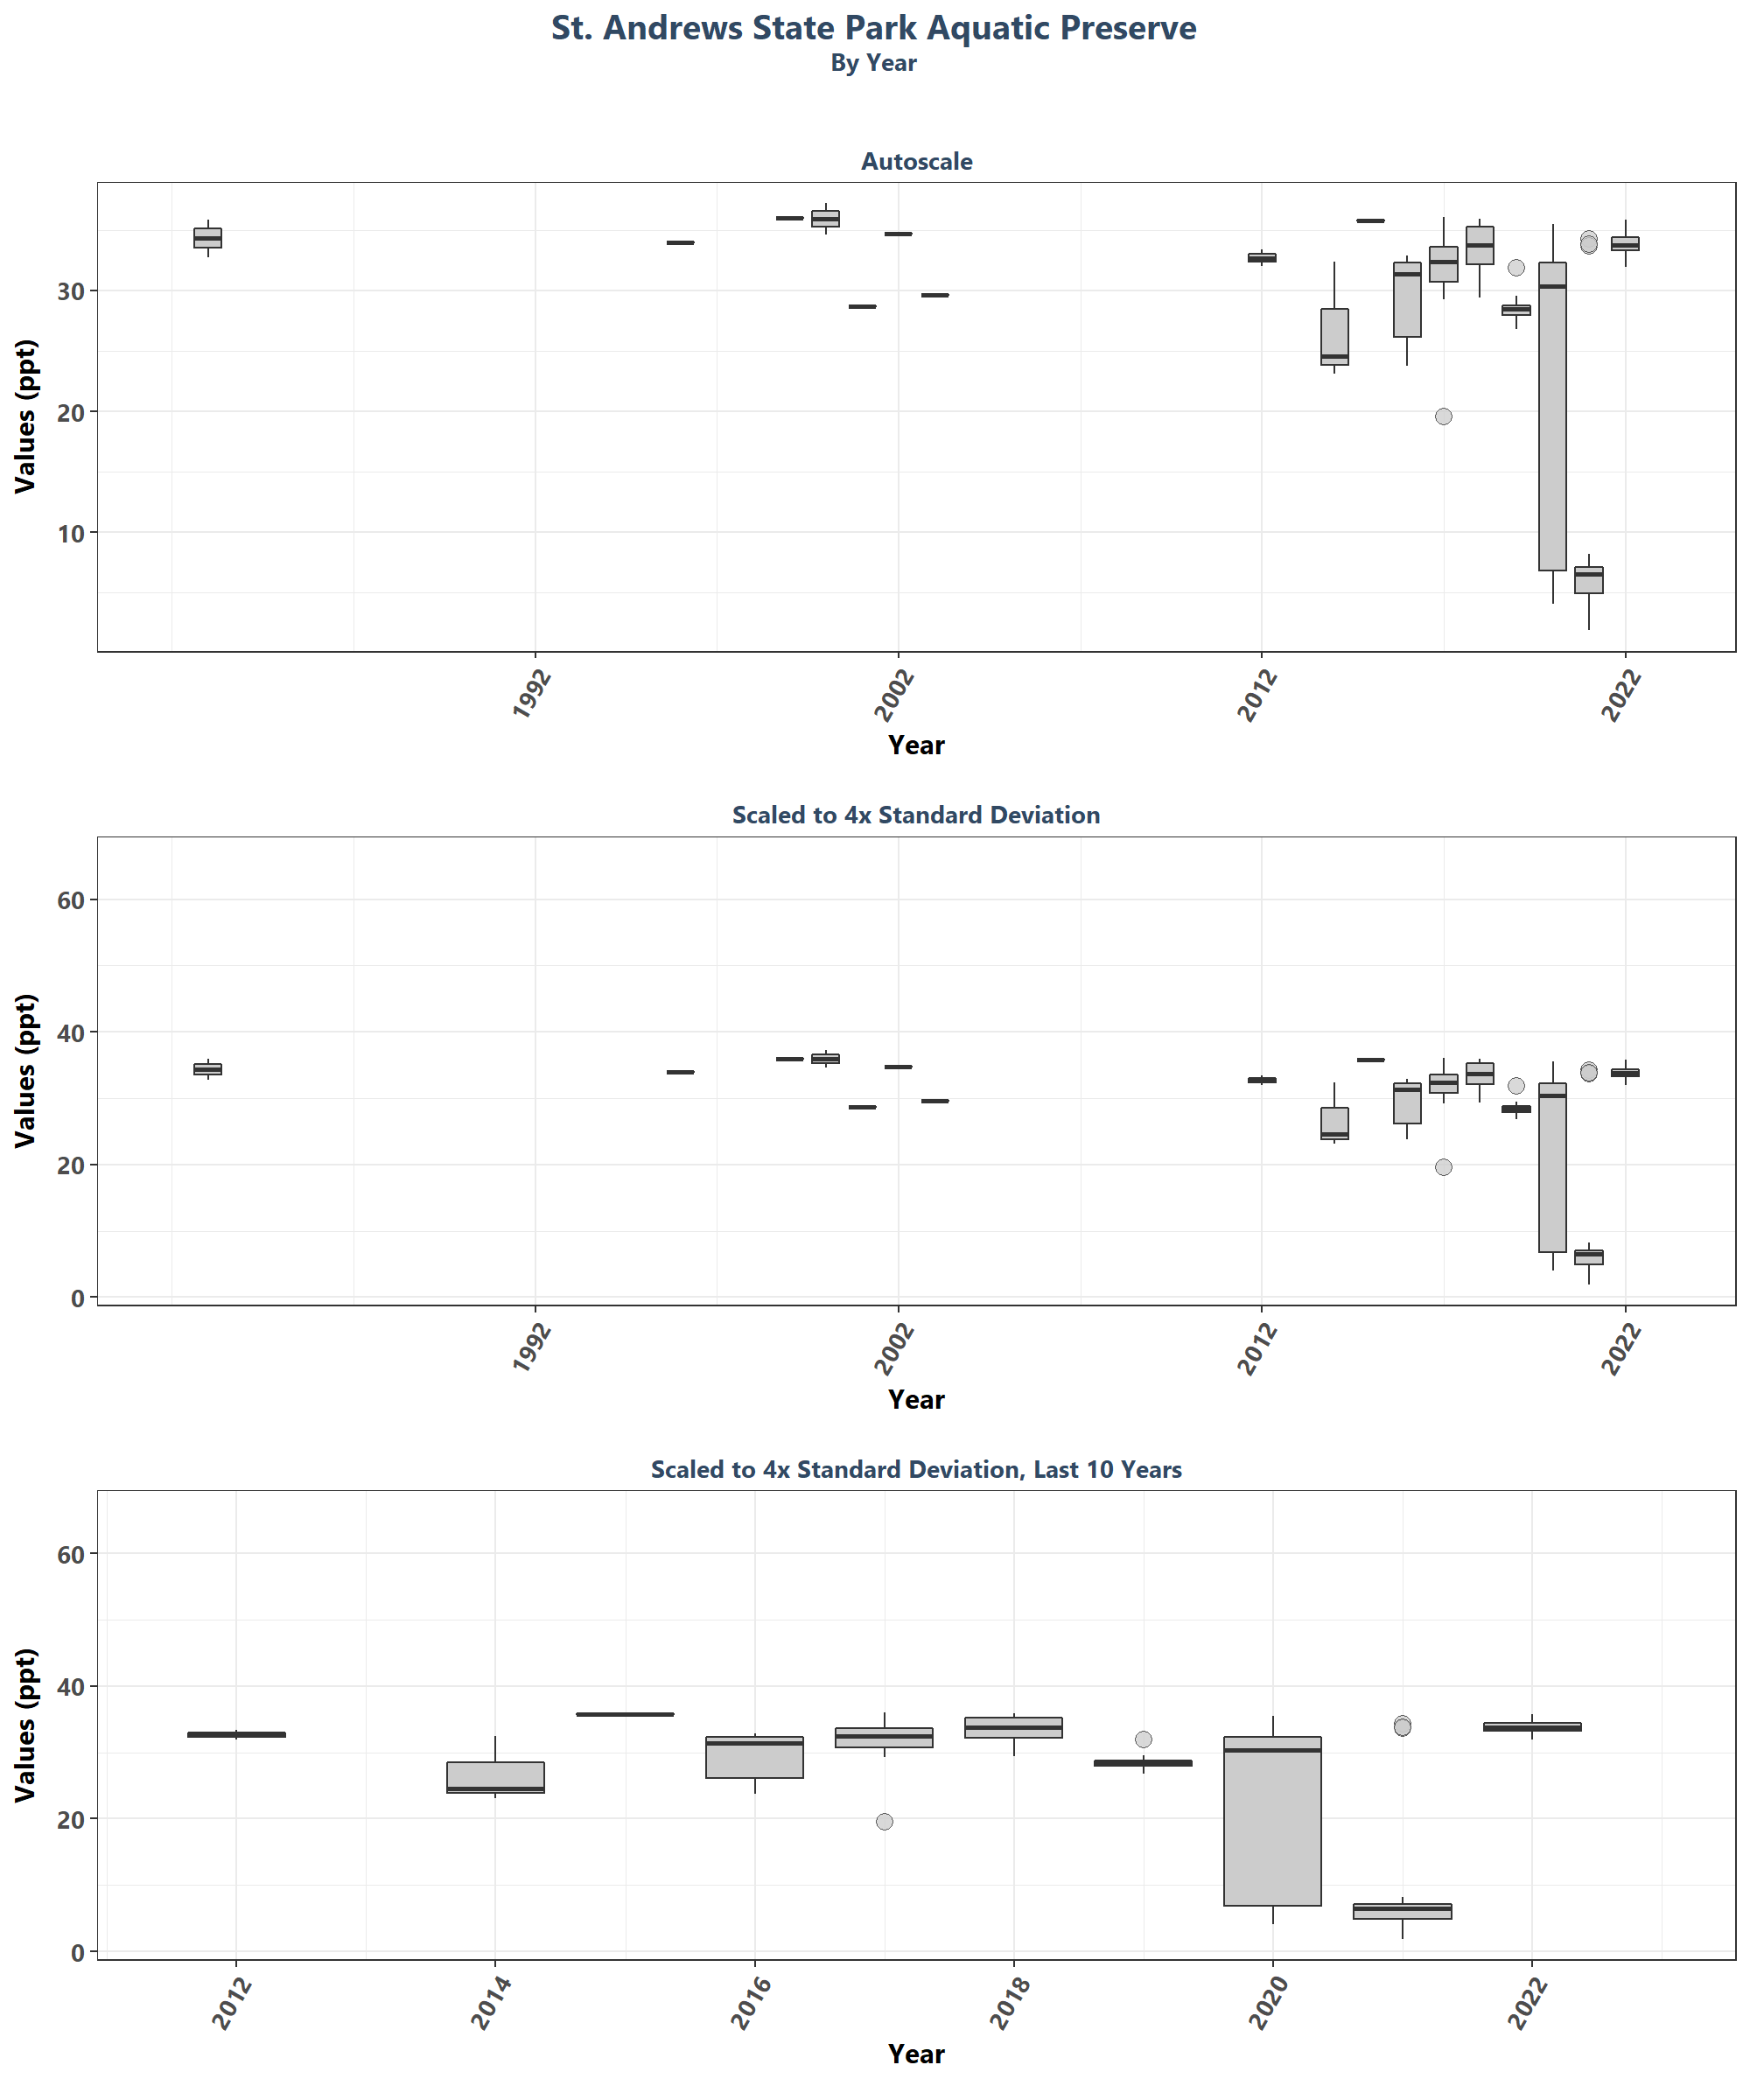 St. Andrews State Park Aquatic Preserve
By Year
Autoscale
Values (ppt)
30
20
10
1992
2002
2012
2022
Year
Scaled to 4x Standard Deviation
Values (ppt)
60
40
20
0
1992
2002
2012
2022
Year
Scaled to 4x Standard Deviation, Last 10 Years
Values (ppt)
60
40
20
0
2012
2014
2016
2018
2020
2022
Year